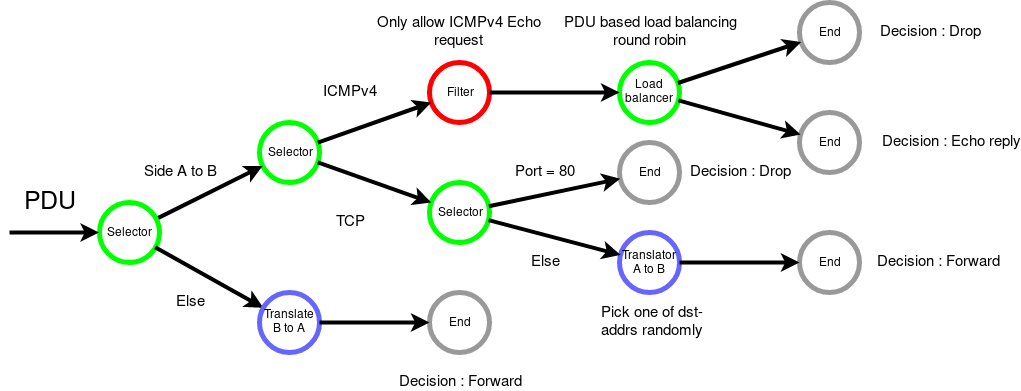 Only allow ICMPv4 Echo
request
PDU based load balancing
round robin
End
Decision : Drop
ICMPv4
Filter
Load
balancer
End
Decision : Echo reply
Selector
Side A to B
Port = 80
End
Decision : Drop
PDU
TCP
Selector
Selector
Else
Translator
A to B
End
Decision : Forward
Else
Pick one of dst-
addrs randomly
Translate
B to A
End
Decision : Forward